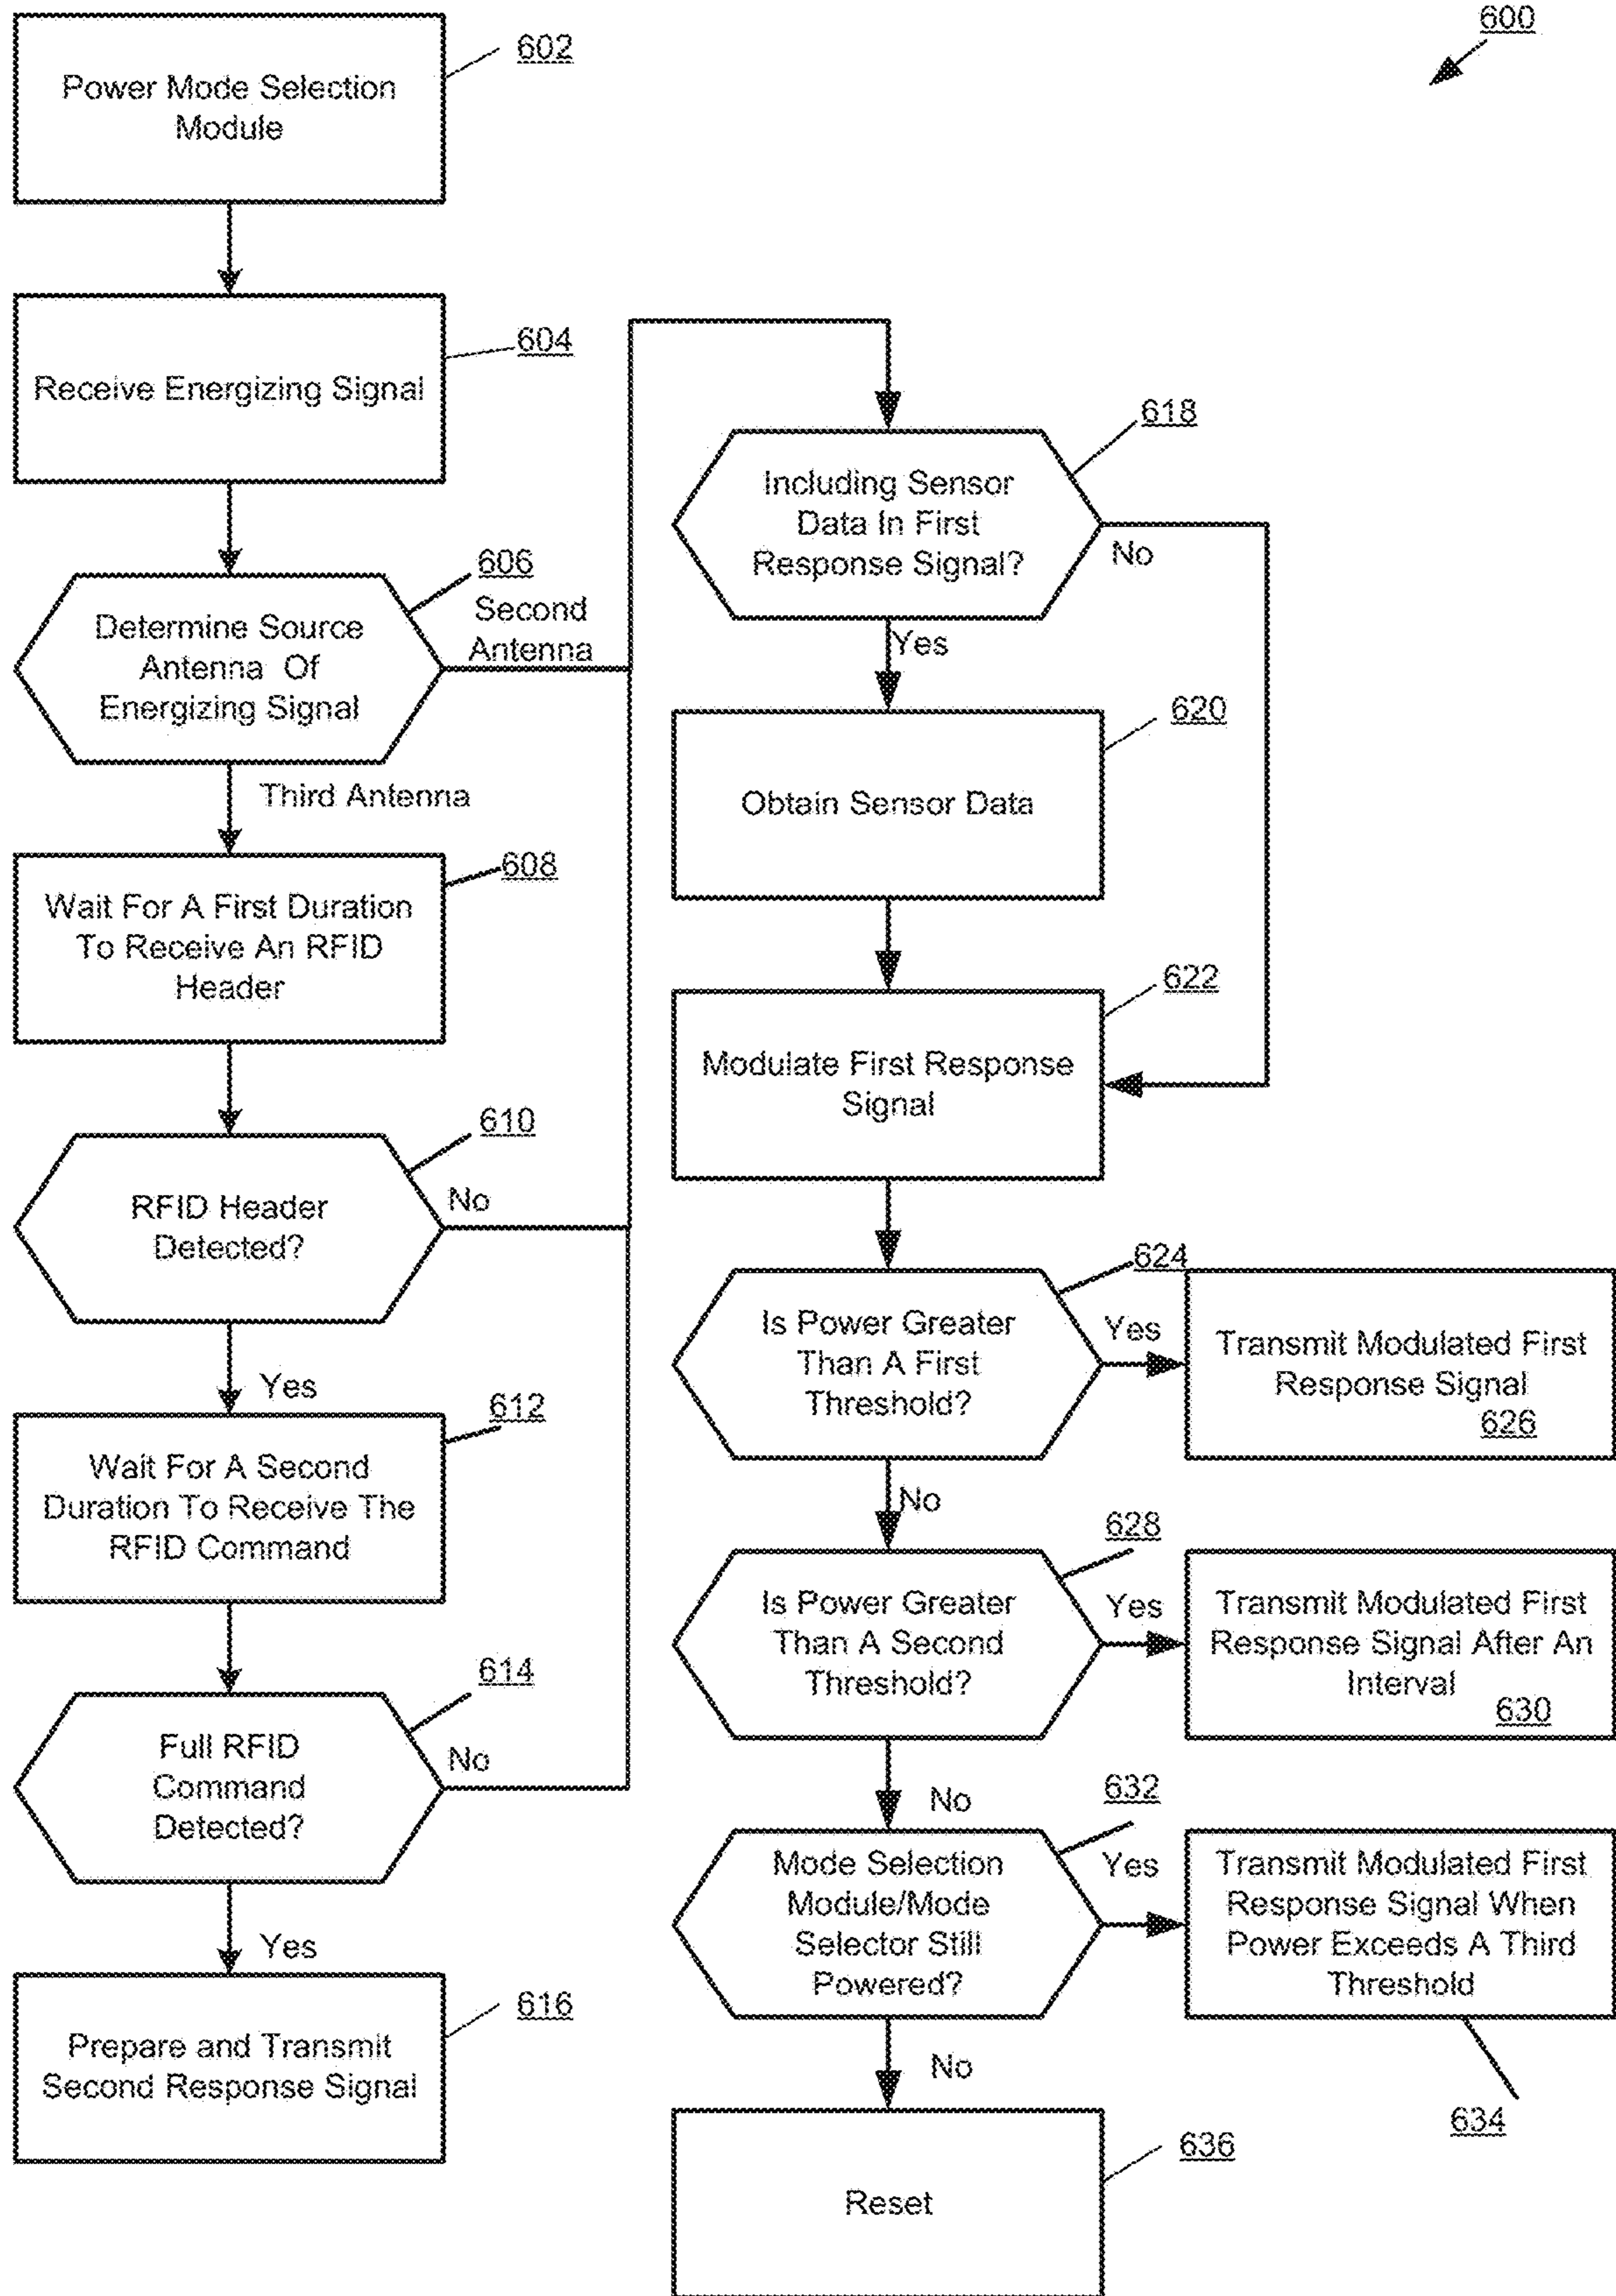 600
602
Power Mode Selection
Module
604
Receive Energizing Signal
606
Determine Source
Antenna Of
Energizing Signal
Second
Antenna
Third Antenna
608
Wait For A First Duration
To Receive An RFID
Header
610
RFID Header
Detected?
No
Yes
612
Wait For A Second
Duration To Receive The
RFID Command
614
Full RFID
Command
Detected?
No
Yes
616
Prepare and Transmit
Second Response Signal
618
Including Sensor
Data In First
Response Signal?
No
Yes
620
Obtain Sensor Data
622
Modulate First Response
Signal
624
Is Power Greater
Than A First
Threshold?
Yes
Transmit Modulated First
Response Signal
626
No
628
Is Power Greater
Than A Second
Threshold?
Yes
Transmit Modulated First
Response Signal After An
Interval
630
No
632
Mode Selection
Module/Mode
Selector Still
Powered?
Yes
Transmit Modulated First
Response Signal When
Power Exceeds A Third
Threshold
634
No
636
Reset